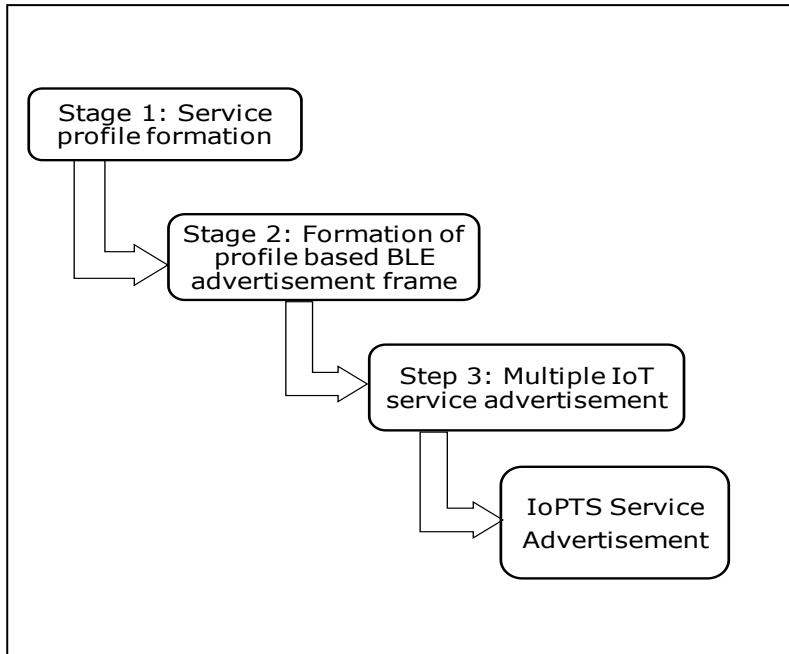 Stage 1: Service
profile formation
Stage 2: Formation of
profile based BLE
advertisement frame
Step 3: Multiple IoT
service advertisement
IoPTS Service
Advertisement